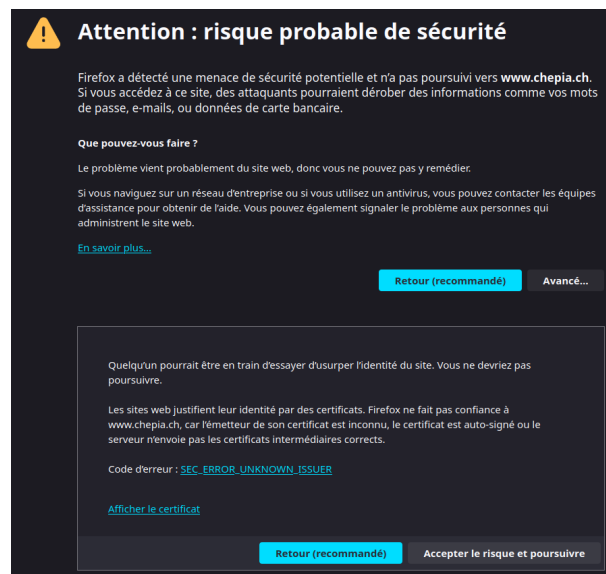 Attention : risque probable de sécurité
Firefox a détecté une menace de sécurité potentielle et n’a pas poursuivi vers www.chepia.ch.
Si vous accédez à ce site, des attaquants pourraient dérober des informations comme vos mots
de passe, e-mails, ou données de carte bancaire.
Que pouvez-vous faire ?
Le problème vient probablement du site web, donc vous ne pouvez pas y remédier.
Si vous naviguez sur un réseau d’entreprise ou si vous utilisez un antivirus, vous pouvez contacter les équipes
d’assistance pour obtenir de l’aide. Vous pouvez également signaler le problème aux personnes qui
administrent le site web.
En savoir plus…
Retour (recommandé) Avancé…
Quelqu’un pourrait être en train d’essayer d’usurper l’identité du site. Vous ne devriez pas
poursuivre.
Les sites web justifient leur identité par des certificats. Firefox ne fait pas confiance à
www.chepia.ch, car l’émetteur de son certificat est inconnu, le certificat est auto-signé ou le
serveur n’envoie pas les certificats intermédiaires corrects.
Code d’erreur : SEC_ERROR_UNKNOWN_ISSUER
Afficher le certificat
Retour (recommandé) Accepter le risque et poursuivre